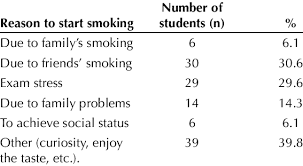 Reason to start smoking Number of students (n) %
Due to family's smoking 6 6.1
Due to friends' smoking 30 30.6
Exam stress 29 29.6
Due to family problems 14 14.3
To achieve social status 6 6.1
Other (curiosity, enjoy 39 39.8
the taste, etc.).